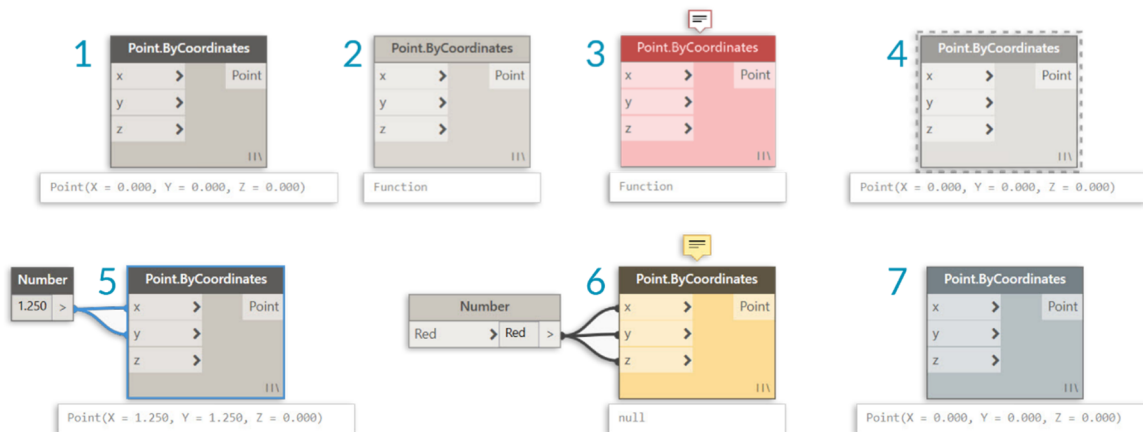 1
Point.ByCoordinates
x > Point
y >
z >
Point(X = 0.000, Y = 0.000, Z = 0.000)
2
Point.ByCoordinates
x > Point
y >
z >
Function
3
Point.ByCoordinates
x > Point
y >
z >
Function
4
Point.ByCoordinates
x > Point
y >
z >
Point(X = 0.000, Y = 0.000, Z = 0.000)
Number
1.250 >
5
Point.ByCoordinates
x > Point
y >
z >
Point(X = 1.250, Y = 1.250, Z = 0.000)
Number
Red > Red >
6
Point.ByCoordinates
x > Point
y >
z >
null
7
Point.ByCoordinates
x > Point
y >
z >
Point(X = 0.000, Y = 0.000, Z = 0.000)